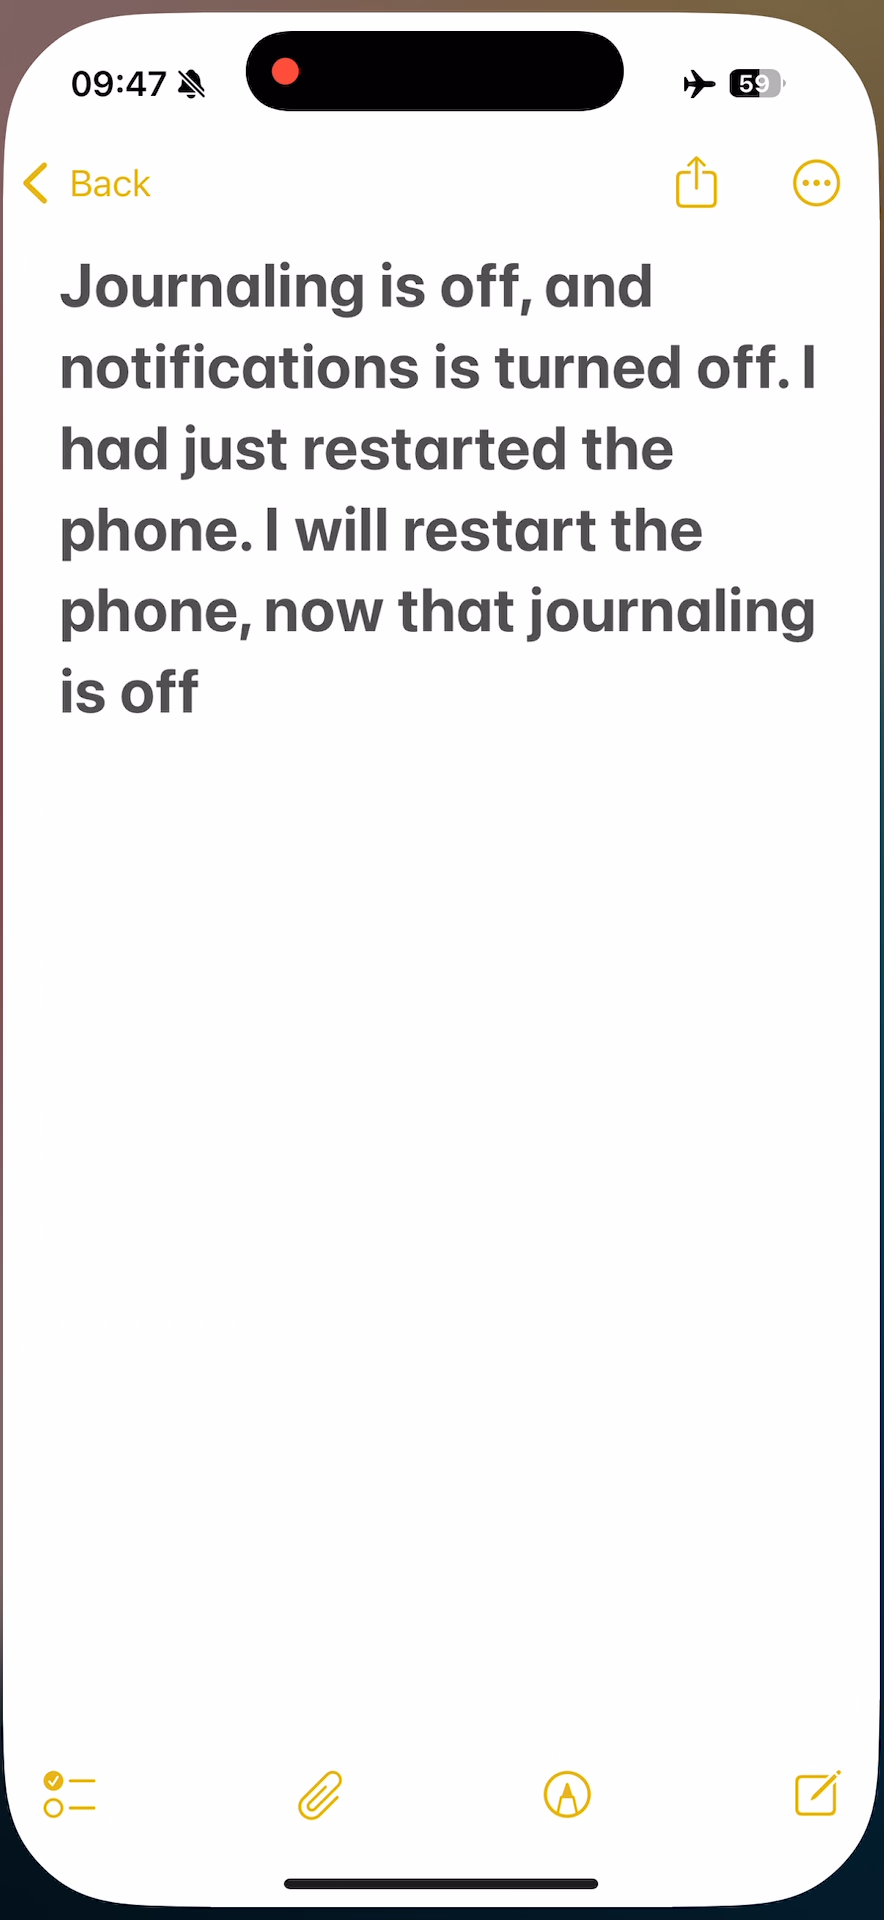 09:47
59
Back
Journaling is off, and
notifications is turned off. I
had just restarted the
phone. I will restart the
phone, now that journaling
is off